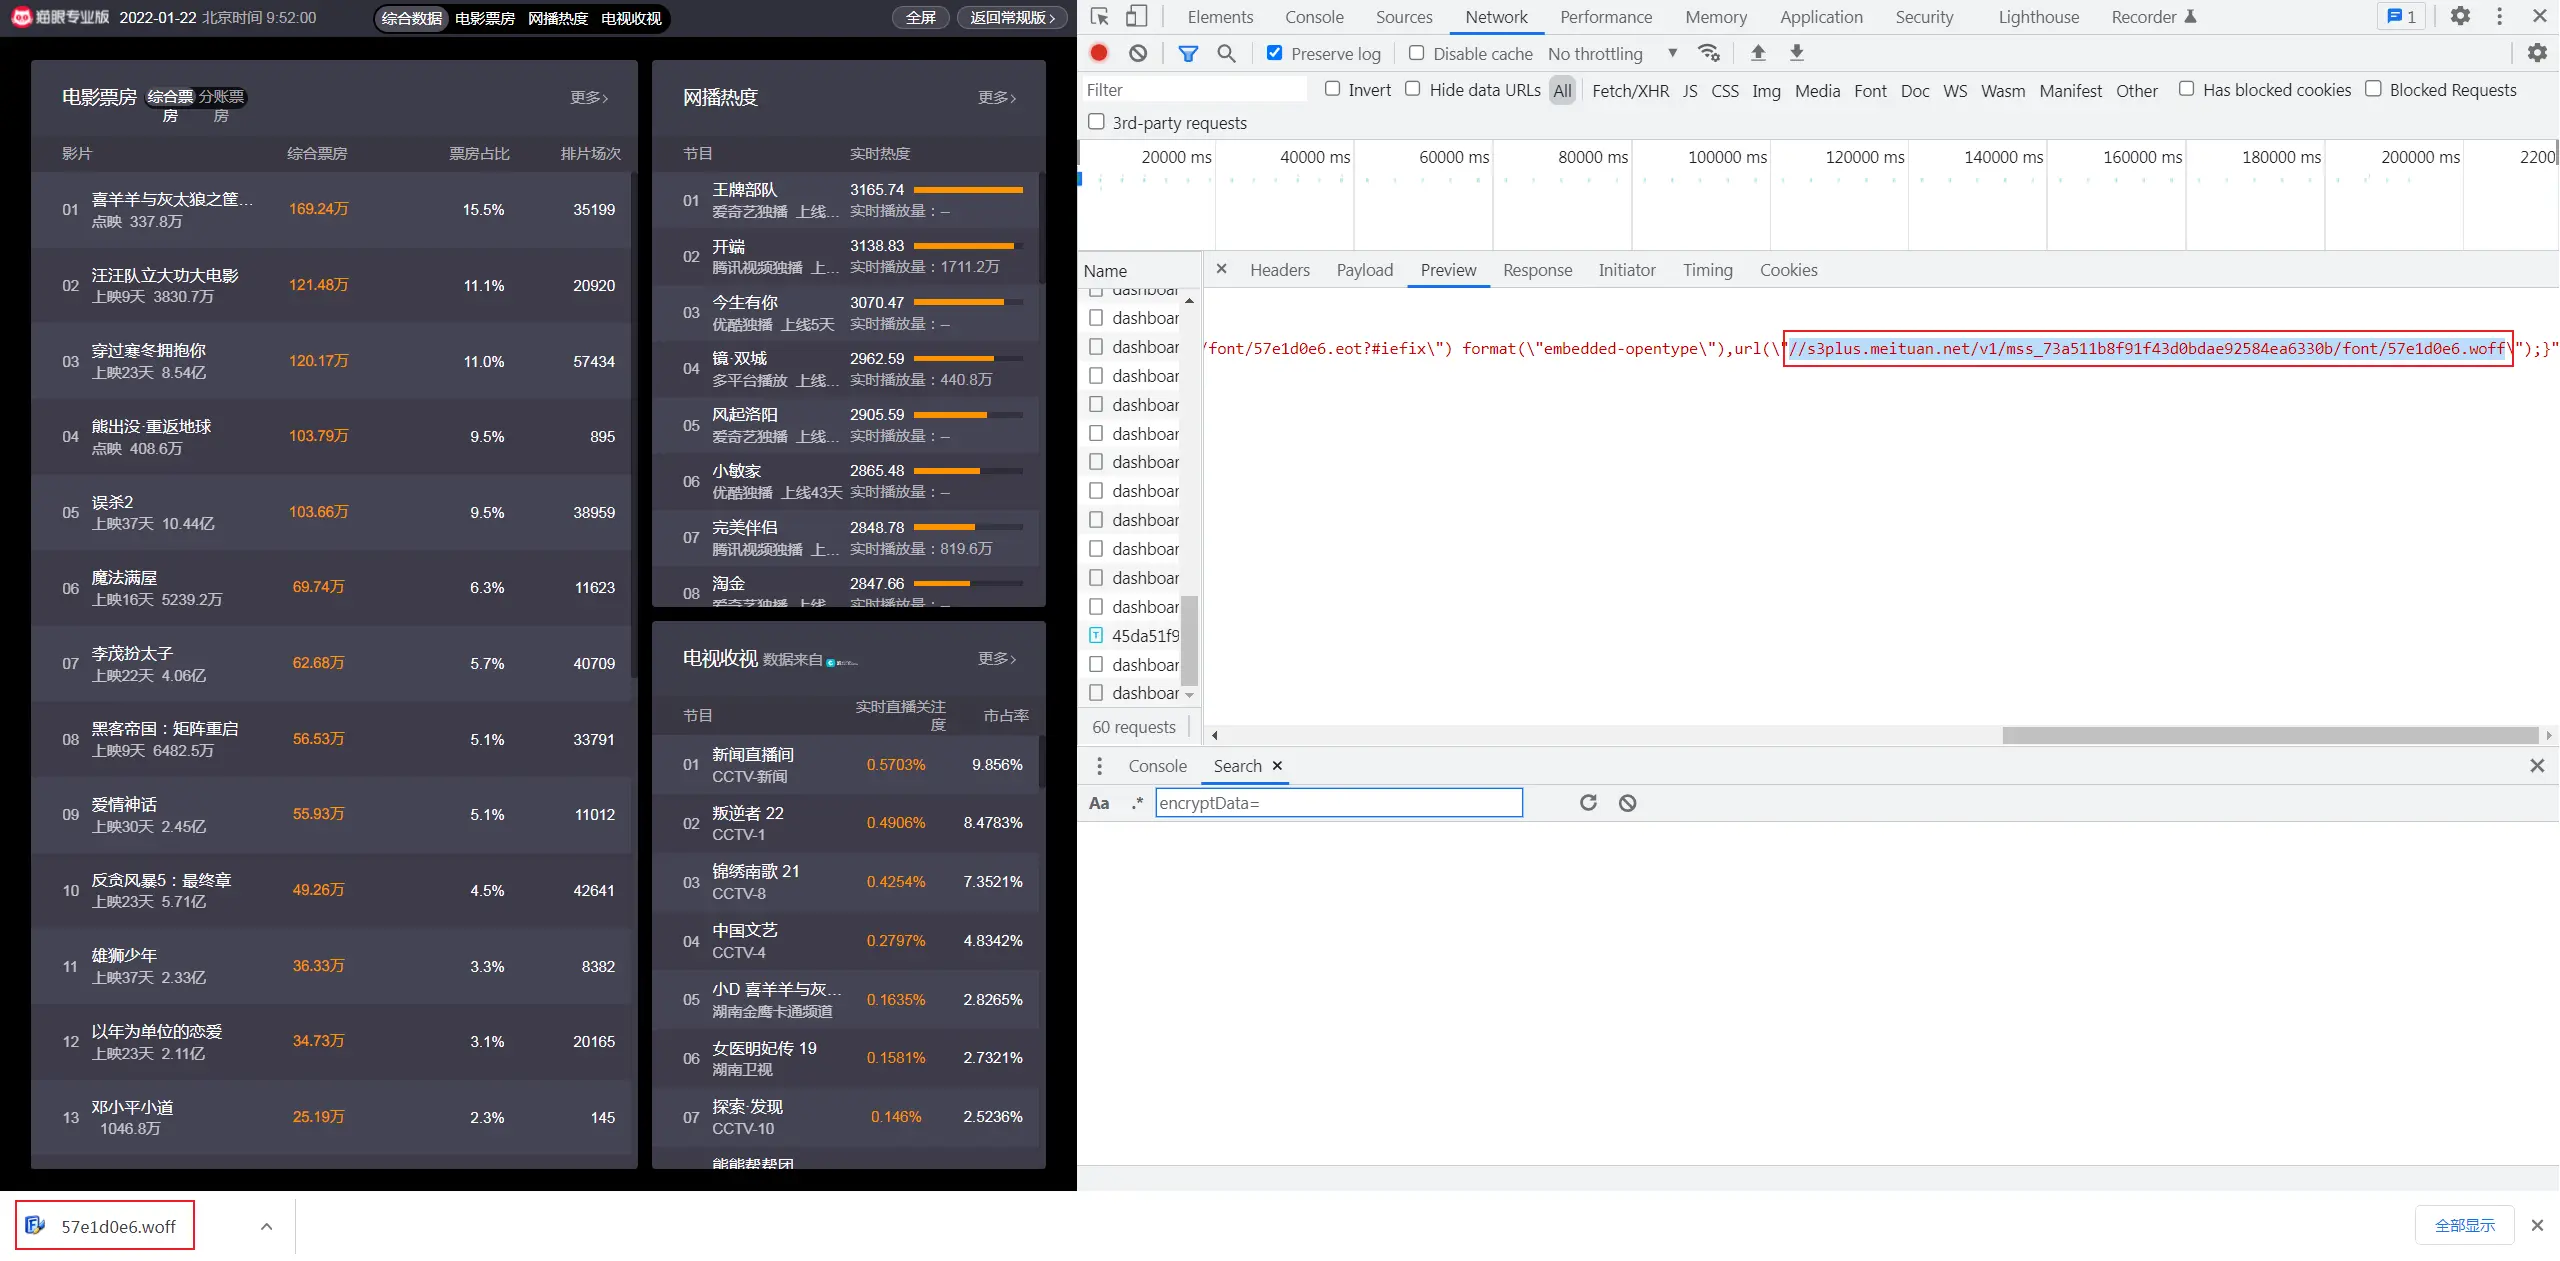 猫眼专业版 2022-01-22 北京时间 9:52:00
综合数据 电影票房 网播热度 电视收视
全屏 返回常规版 >
电影票房 综合票房 分账票房 更多>
影片 综合票房 票房占比 排片场次
01 喜羊羊与灰太狼之筐... 169.24万 15.5% 35199
点映 337.8万
02 汪汪队立大功大电影 121.48万 11.1% 20920
上映9天 3830.7万
03 穿过寒冬拥抱你 120.17万 11.0% 57434
上映23天 8.54亿
04 熊出没·重返地球 103.79万 9.5% 895
点映 408.6万
05 误杀2 103.66万 9.5% 38959
上映37天 10.44亿
06 魔法满屋 69.74万 6.3% 11623
上映16天 5239.2万
07 李茂扮太子 62.68万 5.7% 40709
上映22天 4.06亿
08 黑客帝国：矩阵重启 56.53万 5.1% 33791
上映9天 6482.5万
09 爱情神话 55.93万 5.1% 11012
上映30天 2.45亿
10 反贪风暴5：最终章 49.26万 4.5% 42641
上映23天 5.71亿
11 雄狮少年 36.33万 3.3% 8382
上映37天 2.33亿
12 以年为单位的恋爱 34.73万 3.1% 20165
上映23天 2.11亿
13 邓小平小道 25.19万 2.3% 145
1046.8万
网播热度 更多>
节目 实时热度
01 王牌部队 3165.74
爱奇艺独播 上线... 实时播放量：--
02 开端 3138.83
腾讯视频独播 上... 实时播放量：1711.2万
03 今生有你 3070.47
优酷独播 上线5天 实时播放量：--
04 镜·双城 2962.59
多平台播放 上线... 实时播放量：440.8万
05 风起洛阳 2905.59
爱奇艺独播 上线... 实时播放量：--
06 小敏家 2865.48
优酷独播 上线43天 实时播放量：--
07 完美伴侣 2848.78
腾讯视频独播 上... 实时播放量：819.6万
08 淘金 2847.66
爱奇艺独播 上线... 实时播放量：--
电视收视 数据来自 更多>
节目 实时直播关注度 市占率
01 新闻直播间 0.5703% 9.856%
CCTV-新闻
02 叛逆者 22 0.4906% 8.4783%
CCTV-1
03 锦绣南歌 21 0.4254% 7.3521%
CCTV-8
04 中国文艺 0.2797% 4.8342%
CCTV-4
05 小D 喜羊羊与灰... 0.1635% 2.8265%
湖南金鹰卡通频道
06 女医明妃传 19 0.1581% 2.7321%
湖南卫视
07 探索·发现 0.146% 2.5236%
CCTV-10
熊熊帮帮团
Elements Console Sources Network Performance Memory Application Security Lighthouse Recorder 1
Preserve log Disable cache No throttling
Filter Invert Hide data URLs All Fetch/XHR JS CSS Img Media Font Doc WS Wasm Manifest Other Has blocked cookies Blocked Requests
3rd-party requests
20000 ms 40000 ms 60000 ms 80000 ms 100000 ms 120000 ms 140000 ms 160000 ms 180000 ms 200000 ms 2200
Name
dashboar
dashboar
dashboar
dashboar
dashboar
dashboar
dashboar
dashboar
dashboar
dashboar
dashboar
dashboar
45da51f9
dashboar
dashboar
60 requests
Headers Payload Preview Response Initiator Timing Cookies
/font/57e1d0e6.eot?#iefix\") format(\"embedded-opentype\"),url(\"//s3plus.meituan.net/v1/mss_73a511b8f91f43d0bdae92584ea6330b/font/57e1d0e6.woff\");}"
Console Search
Aa .* encryptData=
57e1d0e6.woff
全部显示